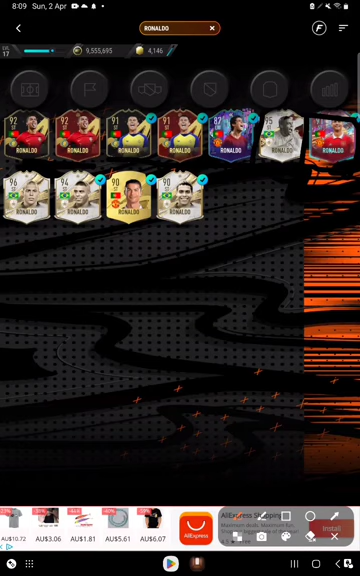 8:09 Sun, 2 Apr
RONALDO
LVL
17
9,555,695
4,146
92
RONALDO
92
RONALDO
91
RONALDO
91
RONALDO
87
RONALDO
95
RONALDO
RONALDO
96
RONALDO
94
RONALDO
90
RONALDO
90
RONALDO
AU$10.72
AU$3.06
AU$1.81
AU$5.61
AU$6.07
AliExpress
AliExpress Shopping
Install